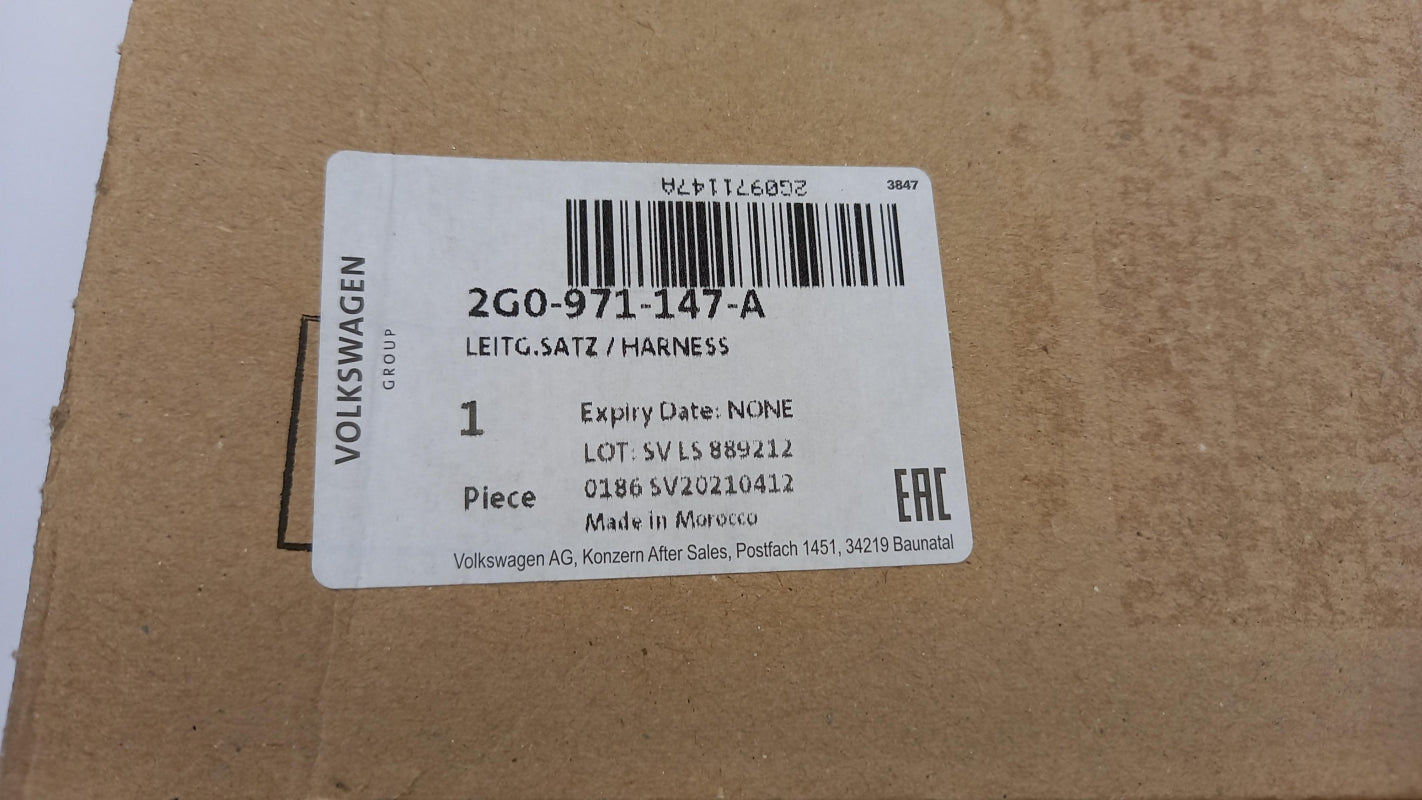 2G0971147A
3847
2G0-971-147-A
LEITG.SATZ / HARNESS
VOLKSWAGEN
GROUP
1
Piece
Expiry Date: NONE
LOT: SV LS 889212
0186 SV20210412
Made in Morocco
EAC
Volkswagen AG, Konzern After Sales, Postfach 1451, 34219 Baunatal